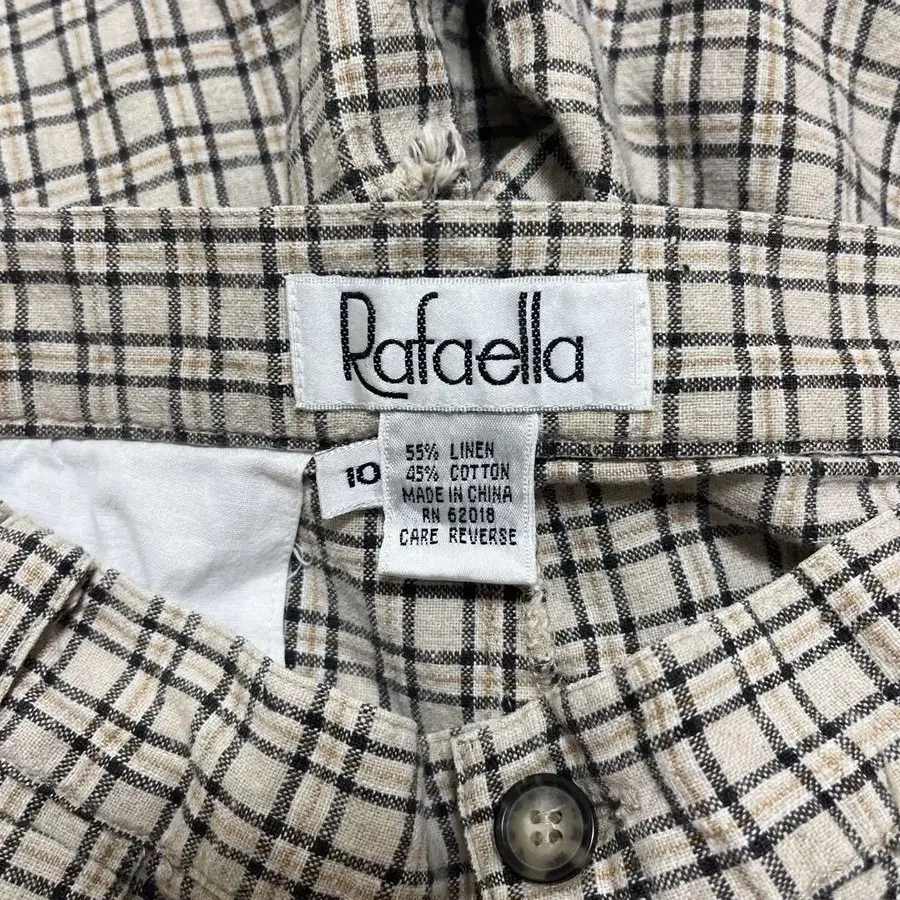 Rafaella
10
55% LINEN
45% COTTON
MADE IN CHINA
RN 62018
CARE REVERSE